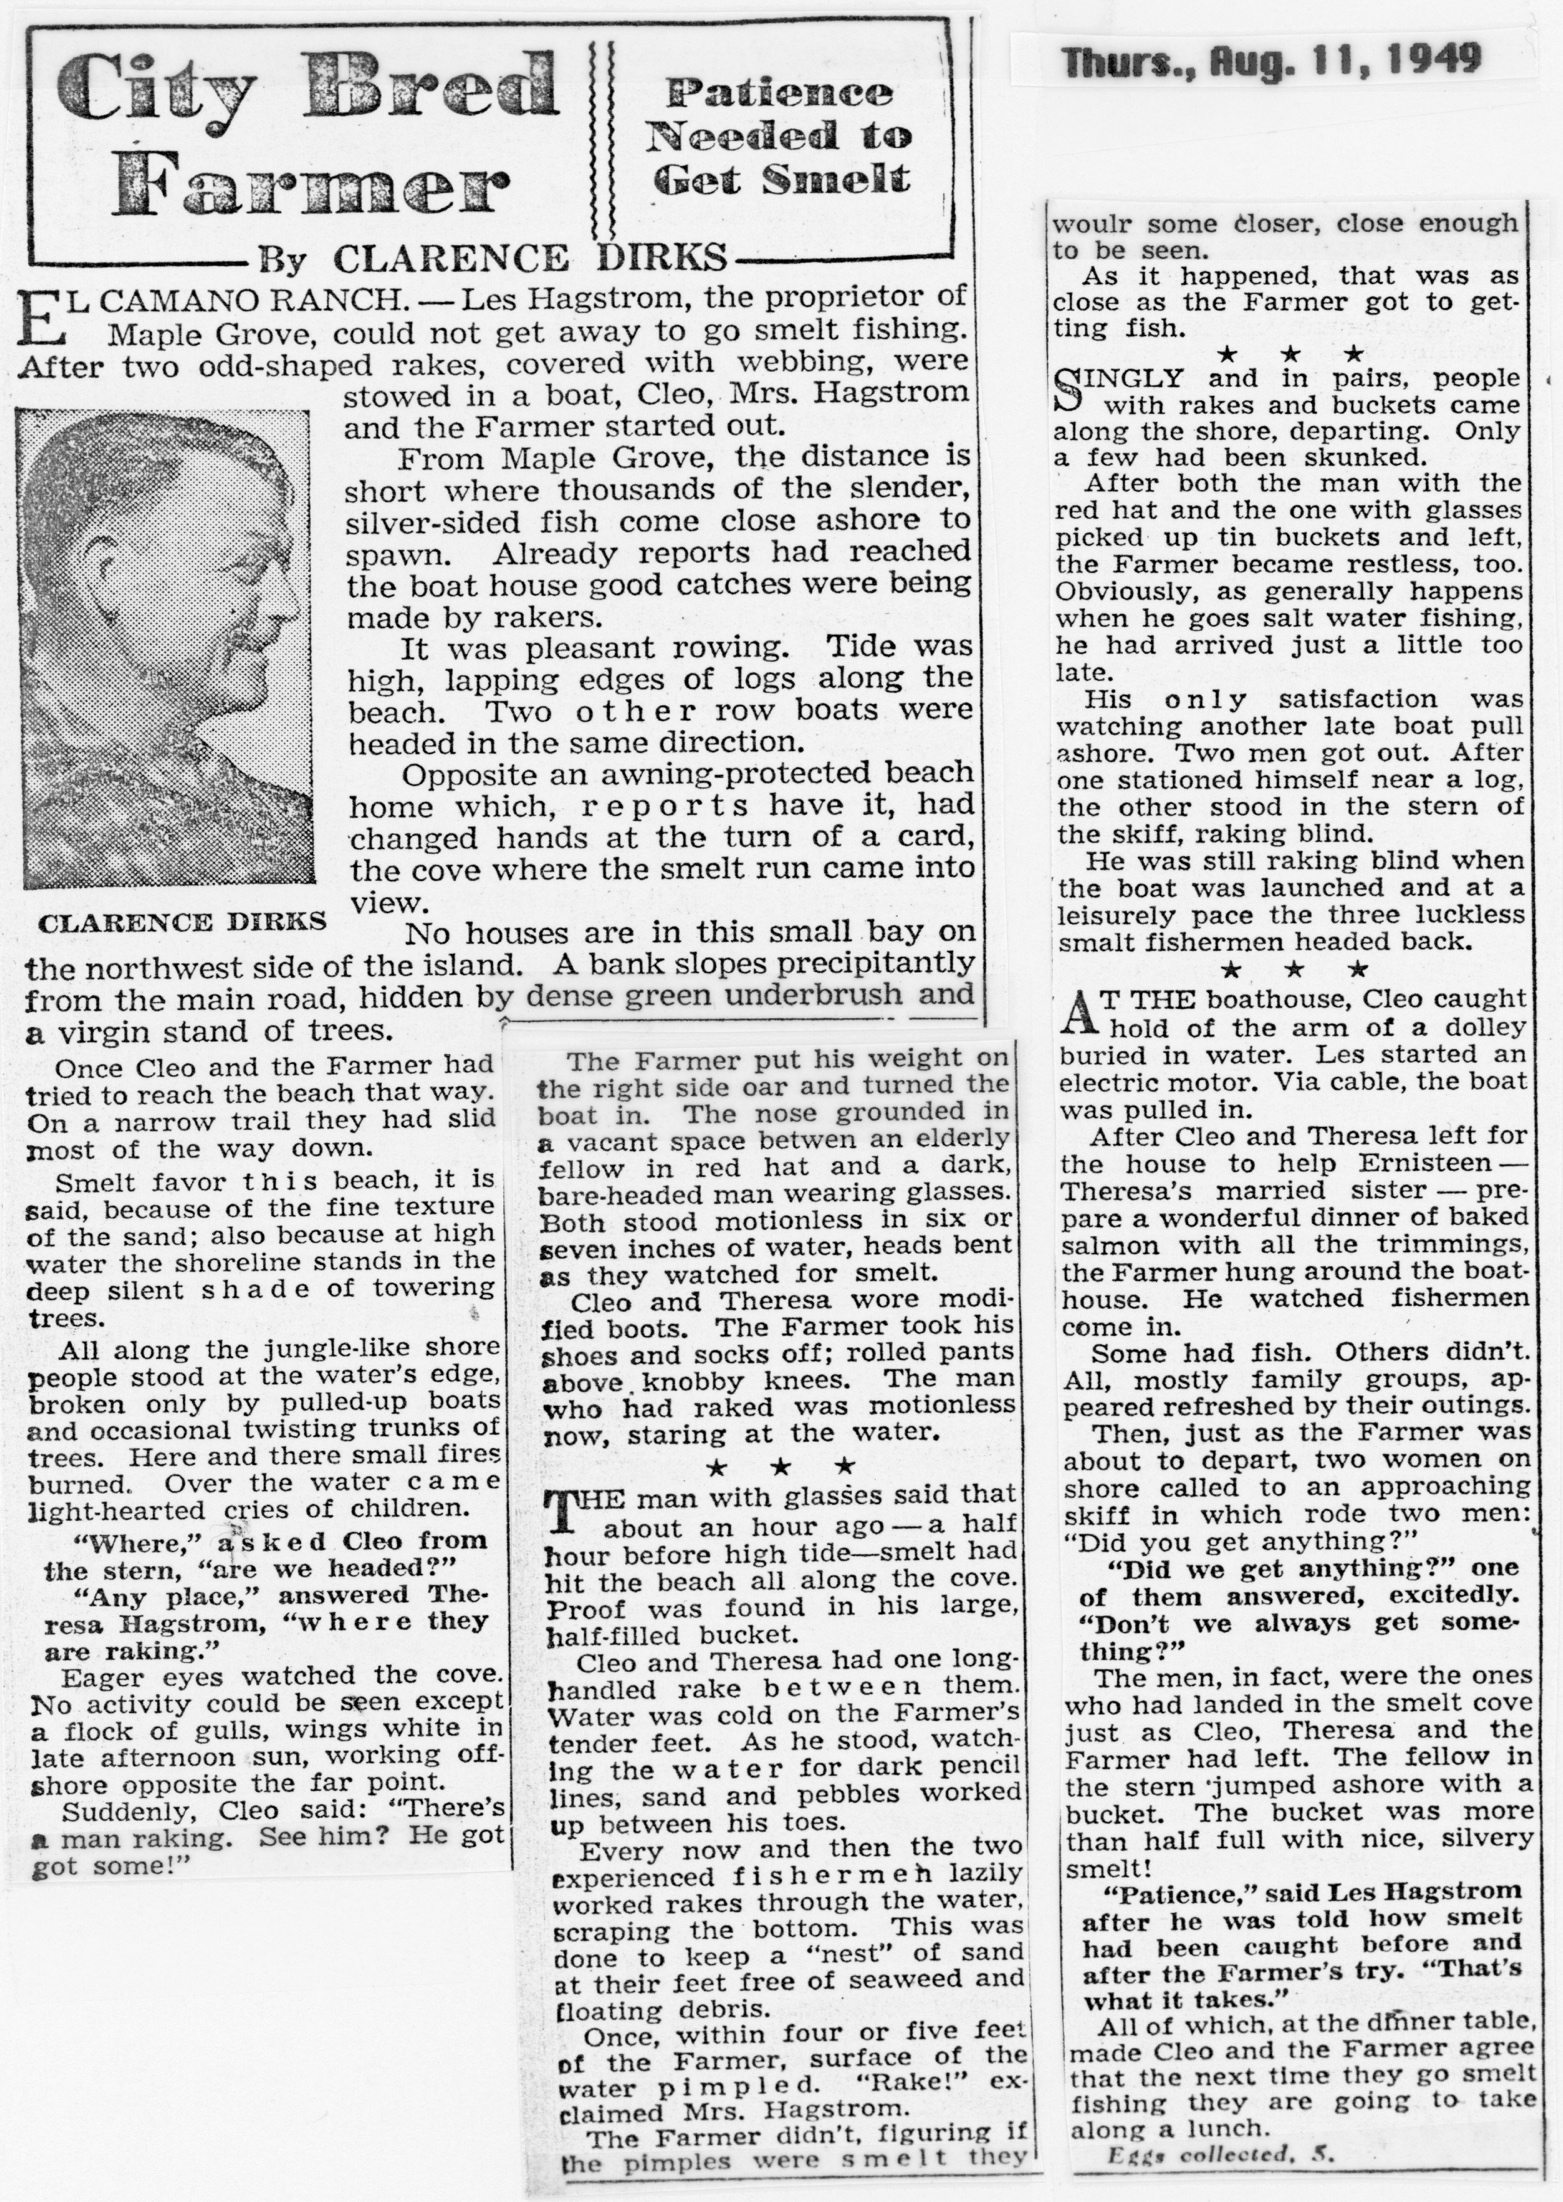 City Bred
Farmer
Patience
Needed to
Get Smelt
By CLARENCE DIRKS
Thurs., Aug. 11, 1949
EL CAMANO RANCH. — Les Hagstrom, the proprietor of
Maple Grove, could not get away to go smelt fishing.
After two odd-shaped rakes, covered with webbing, were
stowed in a boat, Cleo, Mrs. Hagstrom
and the Farmer started out.
From Maple Grove, the distance is
short where thousands of the slender,
silver-sided fish come close ashore to
spawn. Already reports had reached
the boat house good catches were being
made by rakers.
It was pleasant rowing. Tide was
high, lapping edges of logs along the
beach. Two other row boats were
headed in the same direction.
Opposite an awning-protected beach
home which, reports have it, had
changed hands at the turn of a card,
the cove where the smelt run came into
view.
CLARENCE DIRKS
No houses are in this small bay on
the northwest side of the island. A bank slopes precipitantly
from the main road, hidden by dense green underbrush and
a virgin stand of trees.
Once Cleo and the Farmer had
tried to reach the beach that way.
On a narrow trail they had slid
most of the way down.
Smelt favor this beach, it is
said, because of the fine texture
of the sand; also because at high
water the shoreline stands in the
deep silent shade of towering
trees.
All along the jungle-like shore
people stood at the water's edge,
broken only by pulled-up boats
and occasional twisting trunks of
trees. Here and there small fires
burned. Over the water came
light-hearted cries of children.
"Where," asked Cleo from
the stern, "are we headed?"
"Any place," answered The-
resa Hagstrom, "where they
are raking."
Eager eyes watched the cove.
No activity could be seen except
a flock of gulls, wings white in
late afternoon sun, working off-
shore opposite the far point.
Suddenly, Cleo said: "There's
a man raking. See him? He got
got some!"
The Farmer put his weight on
the right side oar and turned the
boat in. The nose grounded in
a vacant space betwen an elderly
fellow in red hat and a dark,
bare-headed man wearing glasses.
Both stood motionless in six or
seven inches of water, heads bent
as they watched for smelt.
Cleo and Theresa wore modi-
fied boots. The Farmer took his
shoes and socks off; rolled pants
above knobby knees. The man
who had raked was motionless
now, staring at the water.
★ ★ ★
THE man with glasses said that
about an hour ago — a half
hour before high tide—smelt had
hit the beach all along the cove.
Proof was found in his large,
half-filled bucket.
Cleo and Theresa had one long-
handled rake between them.
Water was cold on the Farmer's
tender feet. As he stood, watch-
ing the water for dark pencil
lines, sand and pebbles worked
up between his toes.
Every now and then the two
experienced fishermen lazily
worked rakes through the water,
scraping the bottom. This was
done to keep a "nest" of sand
at their feet free of seaweed and
floating debris.
Once, within four or five feet
of the Farmer, surface of the
water pimpled. "Rake!" ex-
claimed Mrs. Hagstrom.
The Farmer didn't, figuring if
the pimples were smelt they
woulr some closer, close enough
to be seen.
As it happened, that was as
close as the Farmer got to get-
ting fish.
★ ★ ★
SINGLY and in pairs, people
with rakes and buckets came
along the shore, departing. Only
a few had been skunked.
After both the man with the
red hat and the one with glasses
picked up tin buckets and left,
the Farmer became restless, too.
Obviously, as generally happens
when he goes salt water fishing,
he had arrived just a little too
late.
His only satisfaction was
watching another late boat pull
ashore. Two men got out. After
one stationed himself near a log,
the other stood in the stern of
the skiff, raking blind.
He was still raking blind when
the boat was launched and at a
leisurely pace the three luckless
smalt fishermen headed back.
★ ★ ★
AT THE boathouse, Cleo caught
hold of the arm of a dolley
buried in water. Les started an
electric motor. Via cable, the boat
was pulled in.
After Cleo and Theresa left for
the house to help Ernisteen —
Theresa's married sister — pre-
pare a wonderful dinner of baked
salmon with all the trimmings,
the Farmer hung around the boat-
house. He watched fishermen
come in.
Some had fish. Others didn't.
All, mostly family groups, ap-
peared refreshed by their outings.
Then, just as the Farmer was
about to depart, two women on
shore called to an approaching
skiff in which rode two men:
"Did you get anything?"
"Did we get anything?" one
of them answered, excitedly.
"Don't we always get some-
thing?"
The men, in fact, were the ones
who had landed in the smelt cove
just as Cleo, Theresa and the
Farmer had left. The fellow in
the stern jumped ashore with a
bucket. The bucket was more
than half full with nice, silvery
smelt!
"Patience," said Les Hagstrom
after he was told how smelt
had been caught before and
after the Farmer's try. "That's
what it takes."
All of which, at the dinner table,
made Cleo and the Farmer agree
that the next time they go smelt
fishing they are going to take
along a lunch.
Eggs collected, 5.